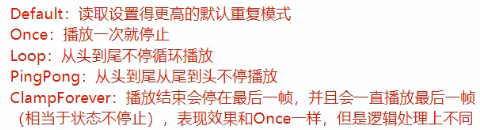 Default：读取设置得更高的默认重复模式
Once：播放一次就停止
Loop：从头到尾不停循环播放
PingPong：从头到尾从尾到头不停播放
ClampForever：播放结束会停在最后一帧，并且会一直播放最后一帧
（相当于状态不停止），表现效果和Once一样，但是逻辑处理上不同